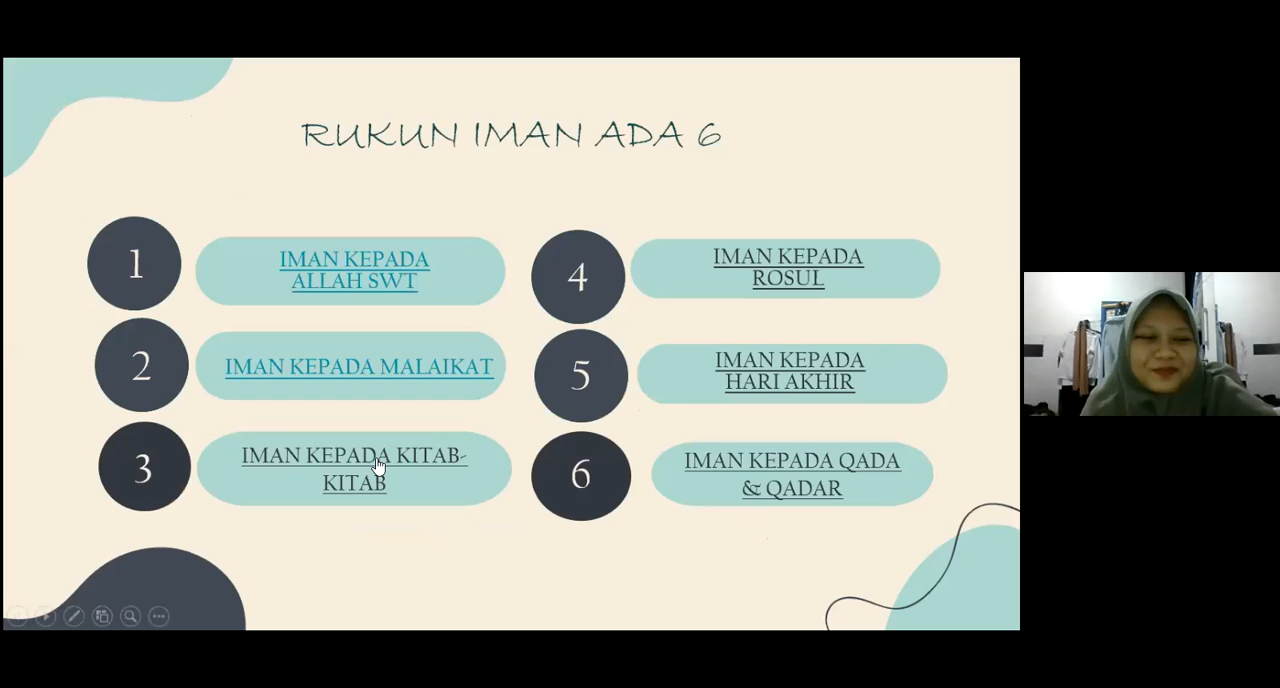 RUKUN IMAN ADA 6
1
IMAN KEPADA
ALLAH SWT
2
IMAN KEPADA MALAIKAT
3
IMAN KEPADA KITAB-
KITAB
4
IMAN KEPADA
ROSUL
5
IMAN KEPADA
HARI AKHIR
6
IMAN KEPADA QADA
& QADAR